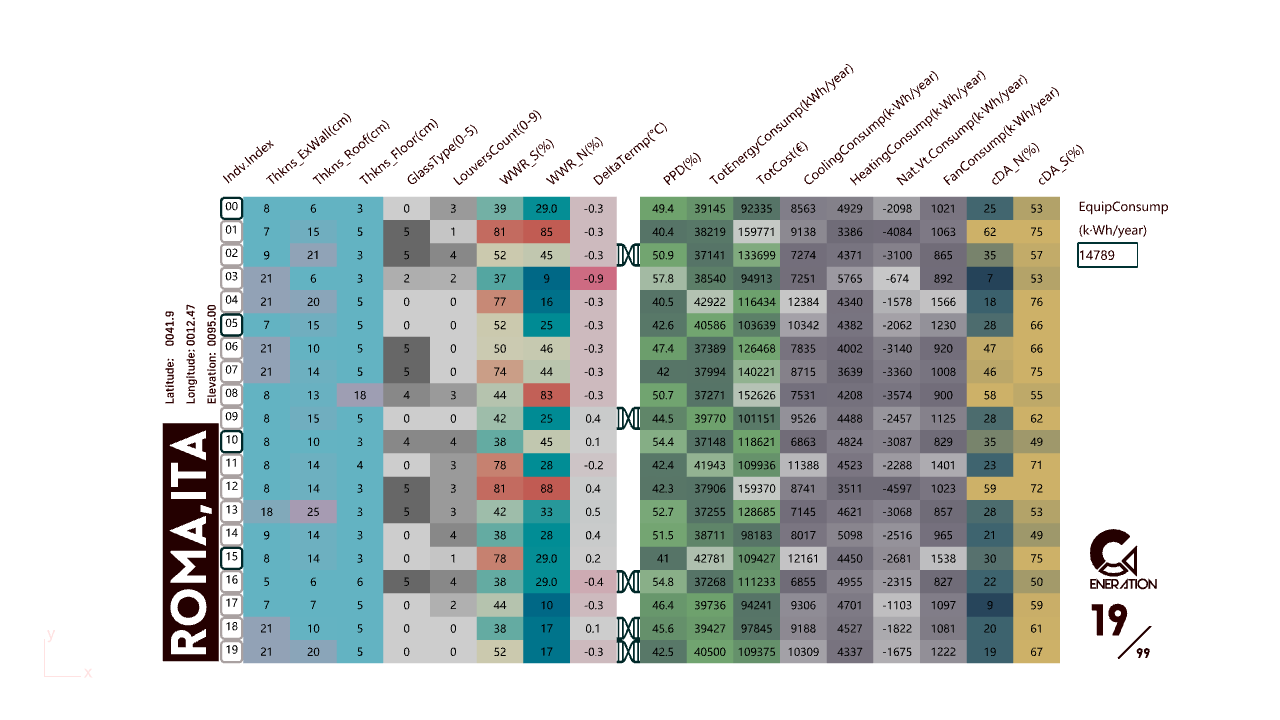 Indv.Index Thkns_ExWall(cm) Thkns_Roof(cm) Thkns_Floor(cm) GlassType(0-5) LouversCount(0-9) WWR_S(%) WWR_N(%) DeltaTermp(°C) PPD(%) TotEnergyConsump(kWh/year) TotCost(€) CoolingConsump(k·Wh/year) HeatingConsump(k·Wh/year) Nat.Vt.Consump(k·Wh/year) FanConsump(k·Wh/year) cDA_N(%) cDA_S(%)
00 8 6 3 0 3 39 29.0 -0.3 49.4 39145 92335 8563 4929 -2098 1021 25 53
01 7 15 5 5 1 81 85 -0.3 40.4 38219 159771 9138 3386 -4084 1063 62 75
02 9 21 3 5 4 52 45 -0.3 50.9 37141 133699 7274 4371 -3100 865 35 57
03 21 6 3 2 2 37 9 -0.9 57.8 38540 94913 7251 5765 -674 892 7 53
04 21 20 5 0 0 77 16 -0.3 40.5 42922 116434 12384 4340 -1578 1566 18 76
05 7 15 5 0 0 52 25 -0.3 42.6 40586 103639 10342 4382 -2062 1230 28 66
06 21 10 5 5 0 50 46 -0.3 47.4 37389 126468 7835 4002 -3140 920 47 66
07 21 14 5 5 0 74 44 -0.3 42 37994 140221 8715 3639 -3360 1008 46 75
08 8 13 18 4 3 44 83 -0.3 50.7 37271 152626 7531 4208 -3574 900 58 55
09 8 15 5 0 0 42 25 0.4 44.5 39770 101151 9526 4488 -2457 1125 28 62
10 8 10 3 4 4 38 45 0.1 54.4 37148 118621 6863 4824 -3087 829 35 49
11 8 14 4 0 3 78 28 -0.2 42.4 41943 109936 11388 4523 -2288 1401 23 71
12 8 14 3 5 3 81 88 0.4 42.3 37906 159370 8741 3511 -4597 1023 59 72
13 18 25 3 5 3 42 33 0.5 52.7 37255 128685 7145 4621 -3068 857 28 53
14 9 14 3 0 4 38 28 0.4 51.5 38711 98183 8017 5098 -2516 965 21 49
15 8 14 3 0 1 78 29.0 0.2 41 42781 109427 12161 4450 -2681 1538 30 75
16 5 6 6 5 4 38 29.0 -0.4 54.8 37268 111233 6855 4955 -2315 827 22 50
17 7 7 5 0 2 44 10 -0.3 46.4 39736 94241 9306 4701 -1103 1097 9 59
18 21 10 5 0 0 38 17 0.1 45.6 39427 97845 9188 4527 -1822 1081 20 61
19 21 20 5 0 0 52 17 -0.3 42.5 40500 109375 10309 4337 -1675 1222 19 67
EquipConsump
(k·Wh/year)
14789
Latitude: 0041.9
Longitude: 0012.47
Elevation: 0095.00
ROMA,ITA
ENERATION
19
99
y
x